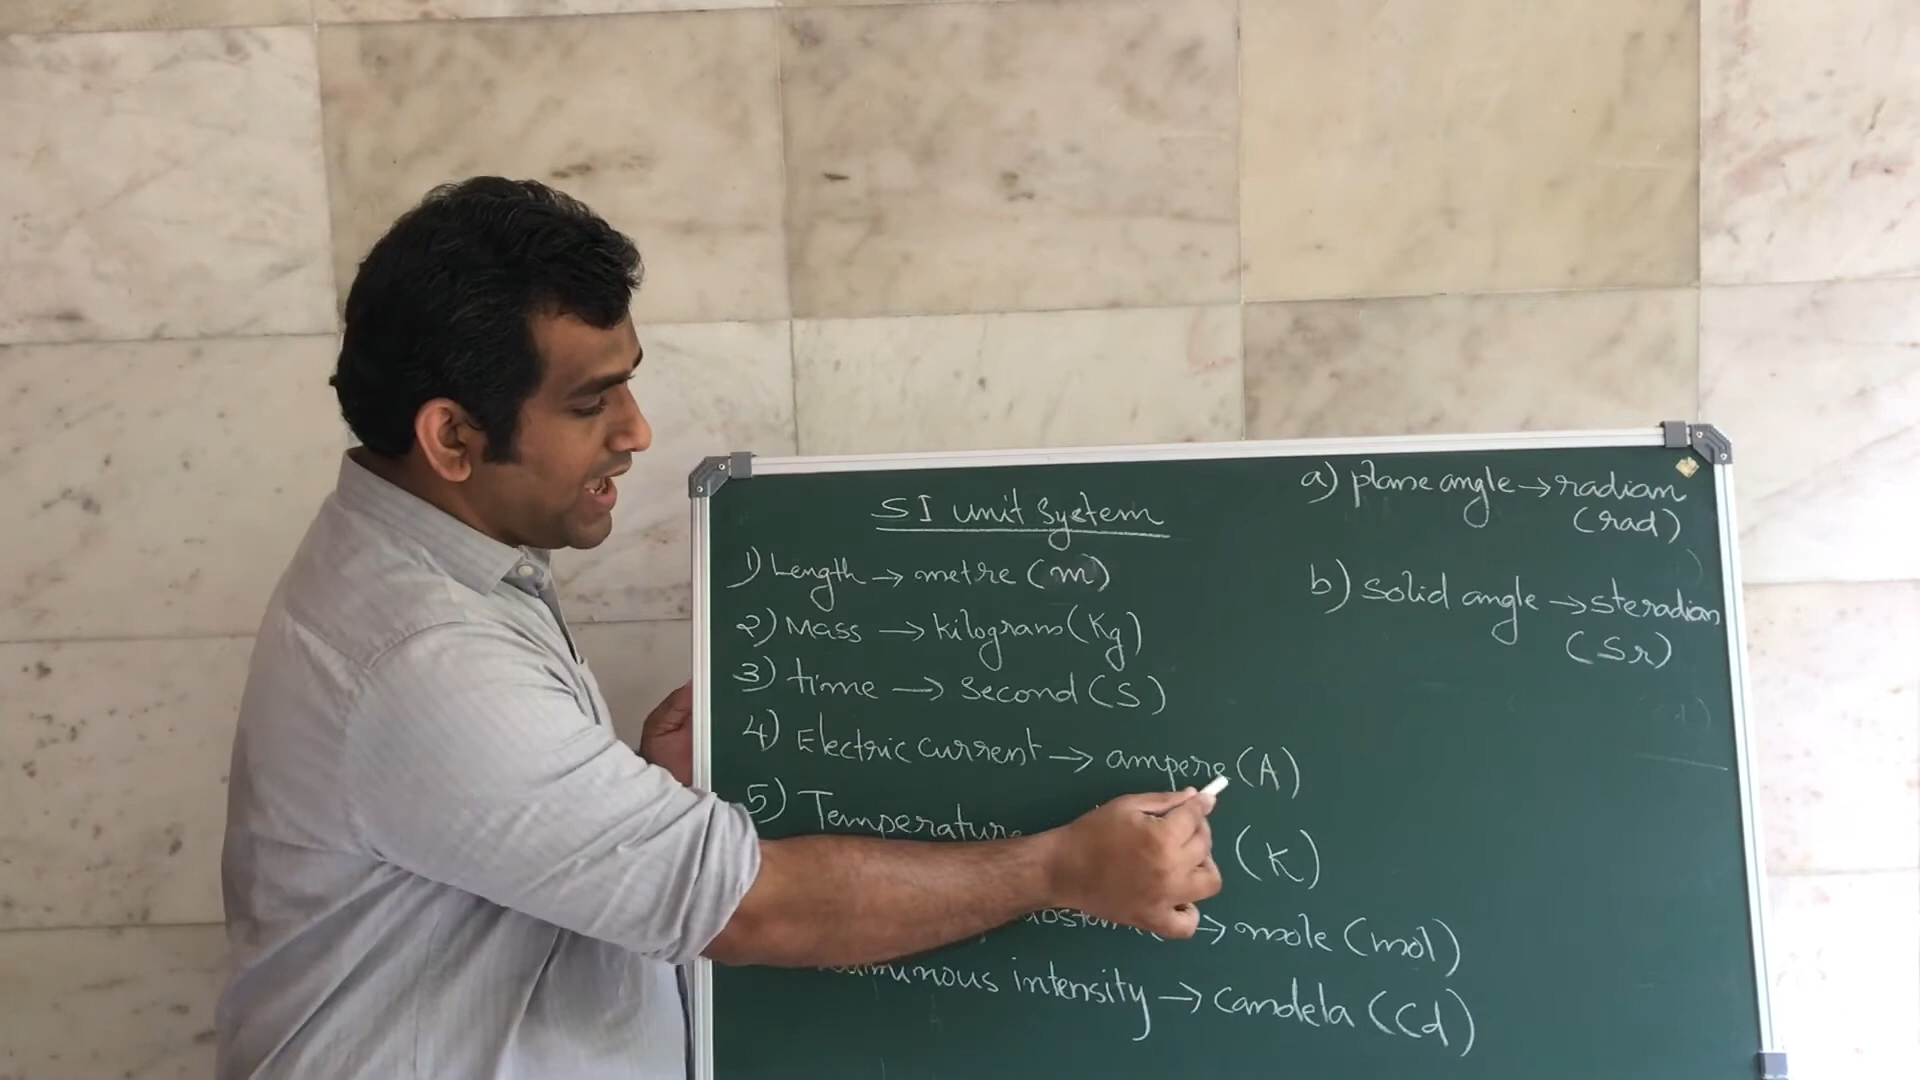 SI unit System
1) Length → metre (m)
2) Mass → kilogram (Kg)
3) time → Second (S)
4) Electric current → ampere (A)
5) Temperature (K)
→ mole (mol)
intensity → Candela (Cd)
a) plane angle → radian
(rad)
b) Solid angle → steradian
(Sr)